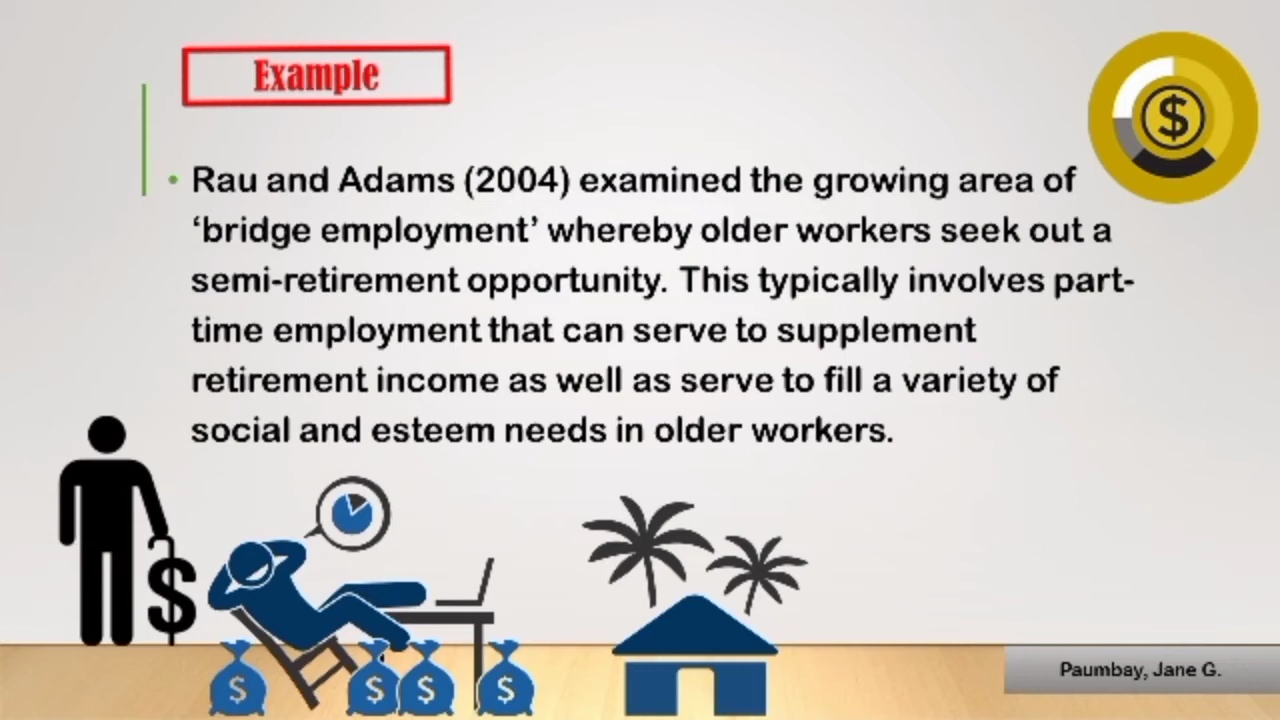 Example
$
• Rau and Adams (2004) examined the growing area of
‘bridge employment’ whereby older workers seek out a
semi-retirement opportunity. This typically involves part-
time employment that can serve to supplement
retirement income as well as serve to fill a variety of
social and esteem needs in older workers.
$
$ $ $ $
Paumbay, Jane G.